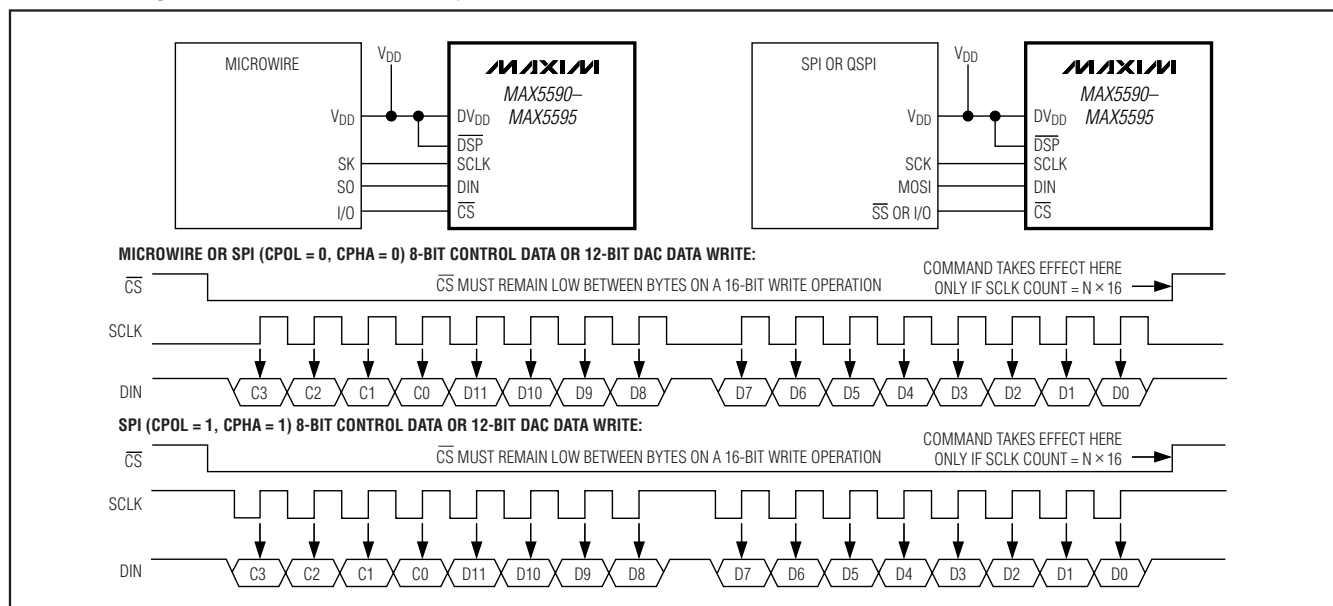 MICROWIRE
VDD
MAXIM
MAX5590–
MAX5595
VDD
DVDD
DSP
SK
SCLK
SO
DIN
I/O
CS
SPI OR QSPI
VDD
MAXIM
MAX5590–
MAX5595
VDD
DVDD
DSP
SCK
SCLK
MOSI
DIN
SS OR I/O
CS
MICROWIRE OR SPI (CPOL = 0, CPHA = 0) 8-BIT CONTROL DATA OR 12-BIT DAC DATA WRITE:
CS
CS MUST REMAIN LOW BETWEEN BYTES ON A 16-BIT WRITE OPERATION
COMMAND TAKES EFFECT HERE
ONLY IF SCLK COUNT = N × 16
SCLK
DIN
C3 C2 C1 C0 D11 D10 D9 D8 D7 D6 D5 D4 D3 D2 D1 D0
SPI (CPOL = 1, CPHA = 1) 8-BIT CONTROL DATA OR 12-BIT DAC DATA WRITE:
CS
CS MUST REMAIN LOW BETWEEN BYTES ON A 16-BIT WRITE OPERATION
COMMAND TAKES EFFECT HERE
ONLY IF SCLK COUNT = N × 16
SCLK
DIN
C3 C2 C1 C0 D11 D10 D9 D8 D7 D6 D5 D4 D3 D2 D1 D0